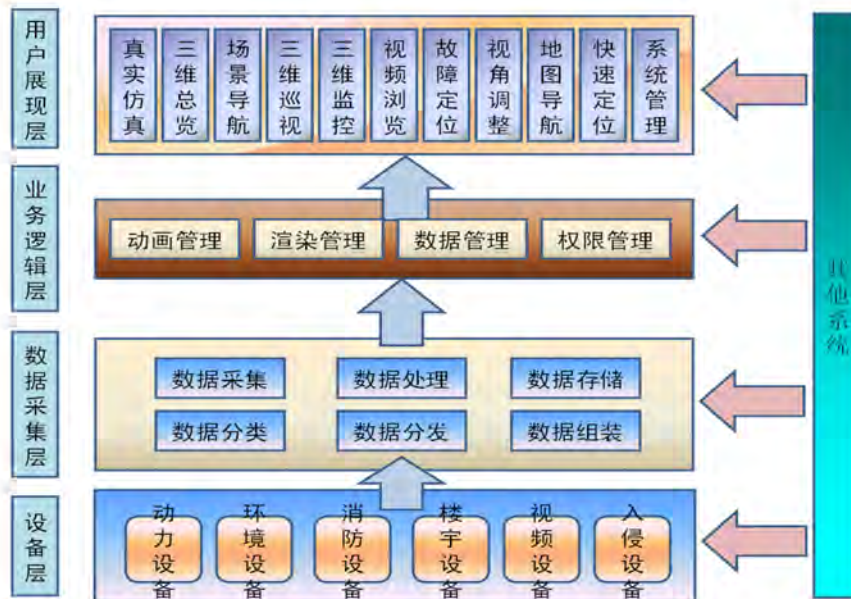 用户展现层
真实仿真
三维总览
场景导航
三维巡视
三维监控
视频浏览
故障定位
视角调整
地图导航
快速定位
系统管理
业务逻辑层
动画管理
渲染管理
数据管理
权限管理
数据采集层
数据采集
数据处理
数据存储
数据分类
数据分发
数据组装
设备层
动力设备
环境设备
消防设备
楼宇设备
视频设备
入侵设备
其他系统